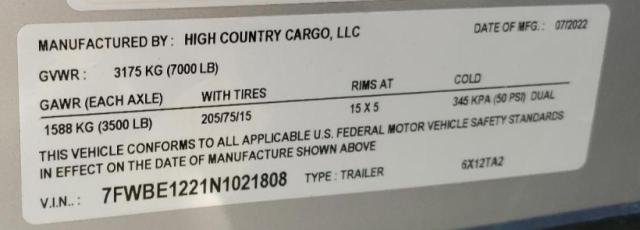 MANUFACTURED BY: HIGH COUNTRY CARGO, LLC DATE OF MFG.: 07/2022
GVWR: 3175 KG (7000 LB)
GAWR (EACH AXLE) WITH TIRES RIMS AT COLD
1588 KG (3500 LB) 205/75/15 15 X 5 345 KPA (50 PSI) DUAL
THIS VEHICLE CONFORMS TO ALL APPLICABLE U.S. FEDERAL MOTOR VEHICLE SAFETY STANDARDS
IN EFFECT ON THE DATE OF MANUFACTURE SHOWN ABOVE
V.I.N..: 7FWBE1221N1021808 TYPE: TRAILER 6X12TA2